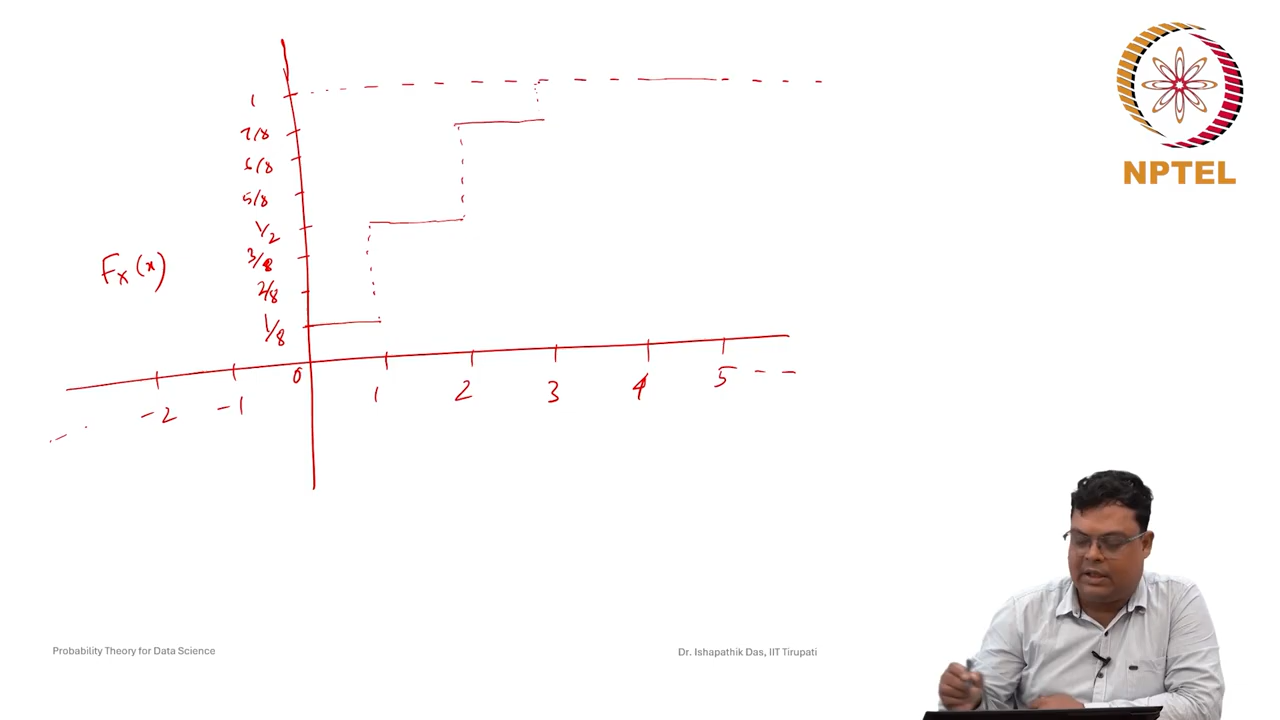 1
7/8
6/8
5/8
1/2
3/8
2/8
1/8
F_X(x)
-2 -1 0 1 2 3 4 5 - -
NPTEL
Probability Theory for Data Science
Dr. Ishapathik Das, IIT Tirupati